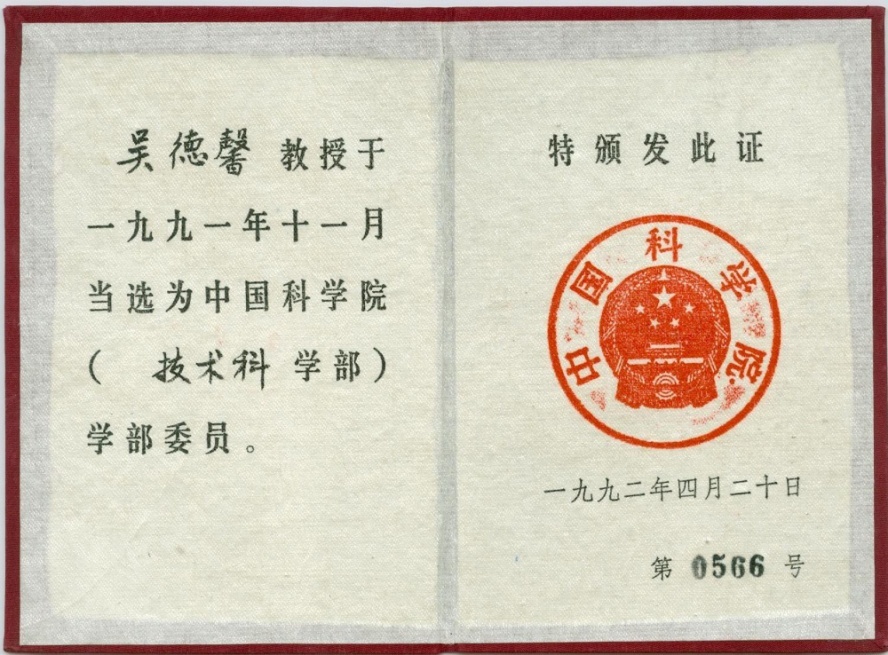 吴德馨 教授于
一九九一年十一月
当选为中国科学院
( 技术科 学部)
学部委员。
特颁发此证
中国科学院
一九九二年四月二十日
第 0566 号